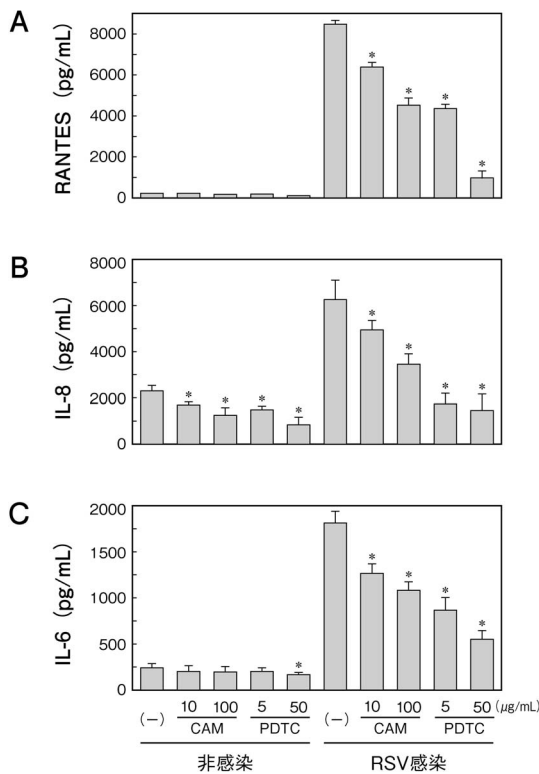 A
RANTES (pg/mL)
8000
6000
4000
2000
0
* * * *
B
IL-8 (pg/mL)
8000
6000
4000
2000
0
* * * * * * * *
C
IL-6 (pg/mL)
2000
1500
1000
500
0
* * * * *
(−) 10 100 5 50 (−) 10 100 5 50 (μg/mL)
CAM PDTC CAM PDTC
非感染 RSV感染